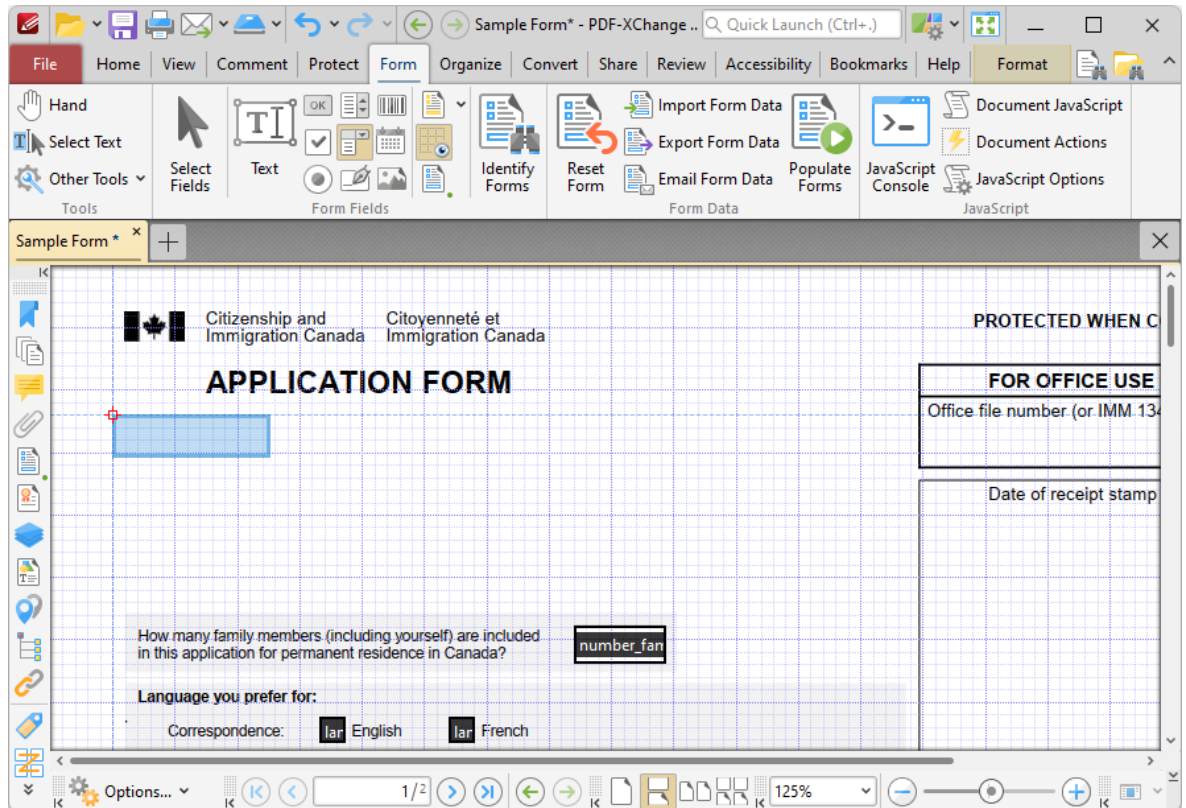 Sample Form* - PDF-XChange .. Quick Launch (Ctrl+.)
File Home View Comment Protect Form Organize Convert Share Review Accessibility Bookmarks Help Format
Hand
Select Text
Other Tools
Tools
Select
Fields
Text
OK
Form Fields
Identify
Forms
Reset
Form
Import Form Data
Export Form Data
Email Form Data
Populate
Forms
Form Data
JavaScript
Console
Document JavaScript
Document Actions
JavaScript Options
JavaScript
Sample Form *
Citizenship and
Immigration Canada
Citoyenneté et
Immigration Canada
PROTECTED WHEN C
APPLICATION FORM
FOR OFFICE USE
Office file number (or IMM 134
Date of receipt stamp
How many family members (including yourself) are included
in this application for permanent residence in Canada?
number_fam
Language you prefer for:
Correspondence: lar English lar French
Options... 1/2 125%